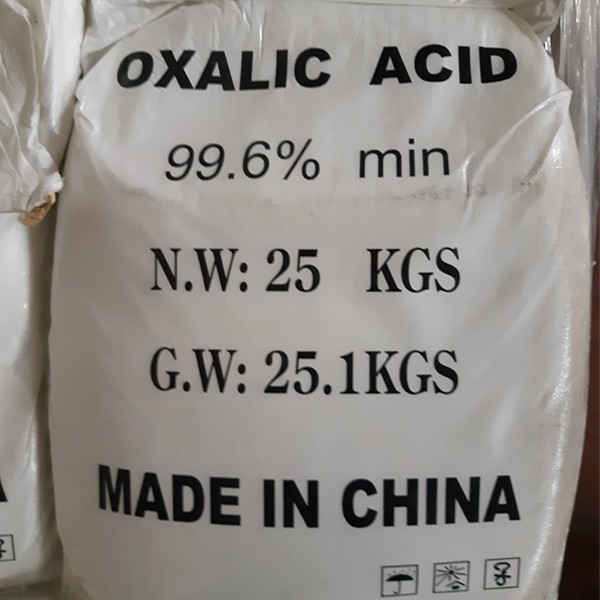 OXALIC ACID
99.6% min
N.W: 25 KGS
G.W: 25.1KGS
MADE IN CHINA